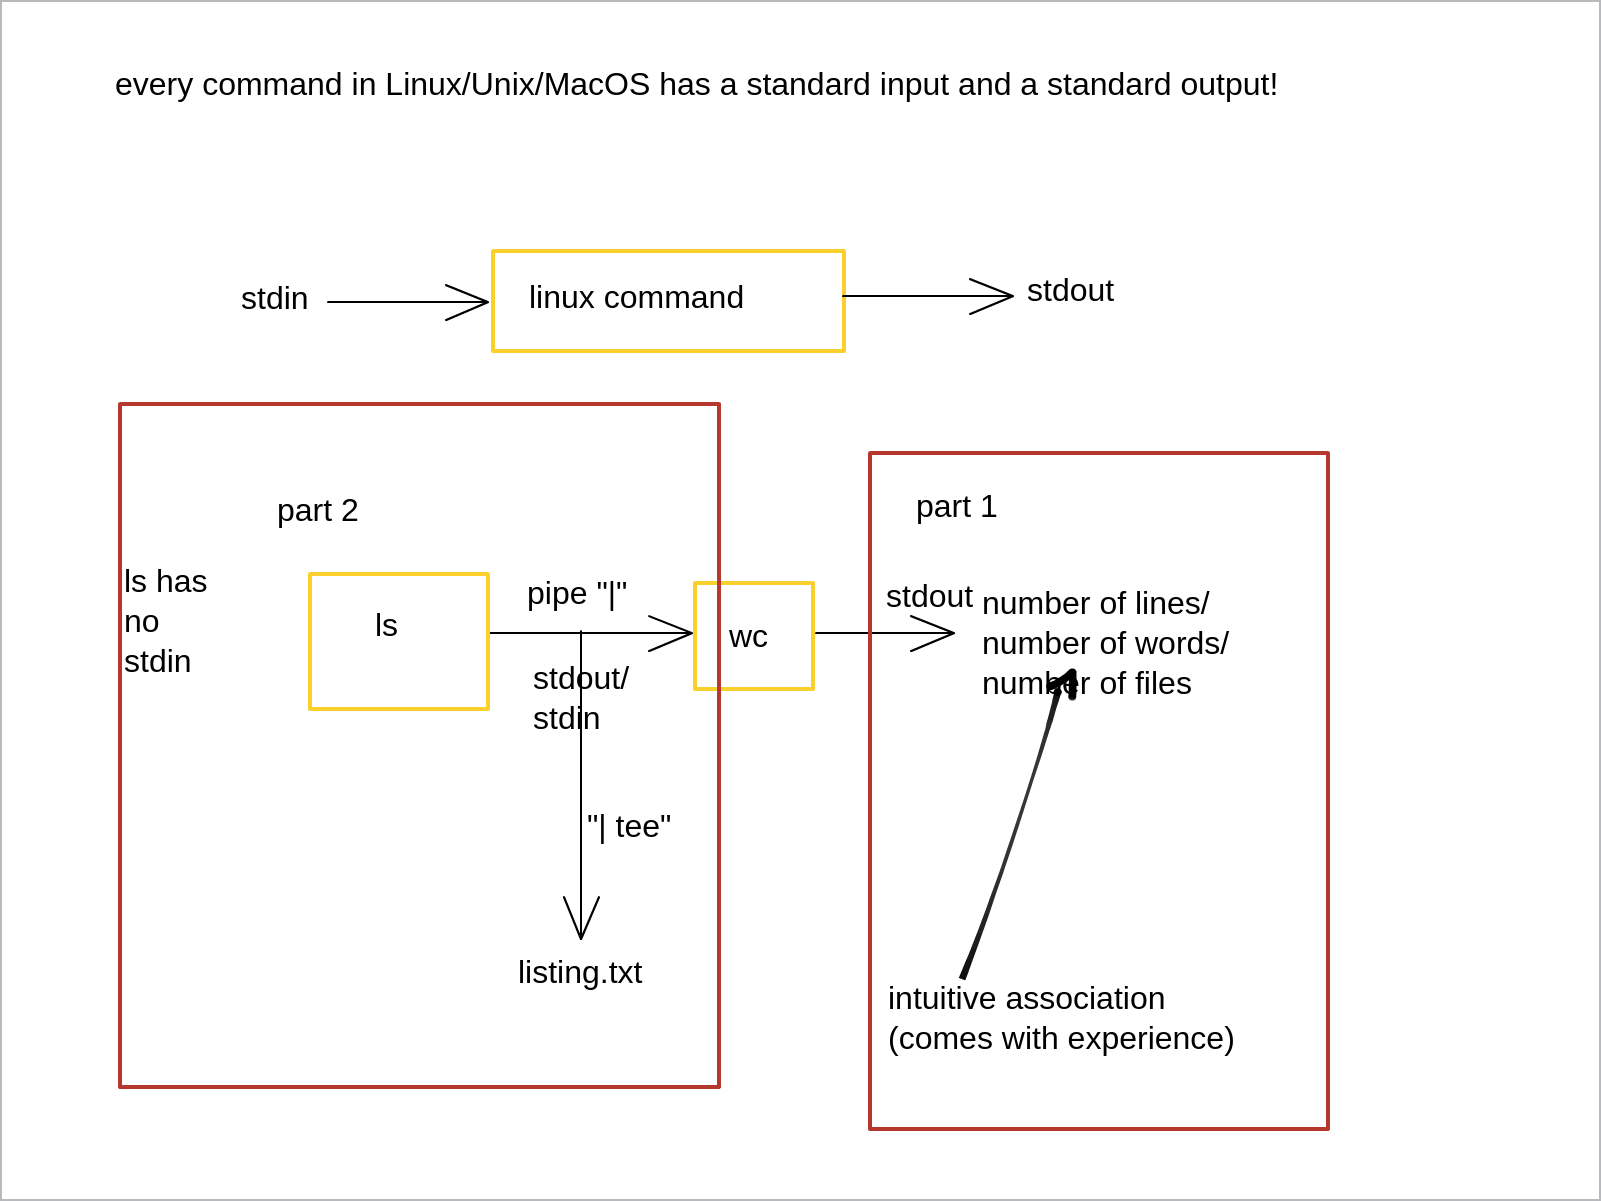 every command in Linux/Unix/MacOS has a standard input and a standard output!
stdin
linux command
stdout
part 2
ls has
no
stdin
ls
pipe "|"
stdout/
stdin
"| tee"
listing.txt
wc
part 1
stdout
number of lines/
number of words/
number of files
intuitive association
(comes with experience)